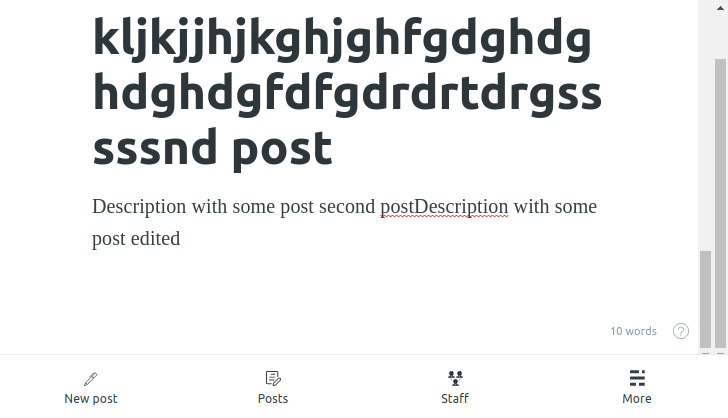 kljkjjhjkghjghfgdghdg
hdghdgfdfgdrdrtdrgss
sssnd post
Description with some post second postDescription with some
post edited
10 words
?
New post
Posts
Staff
More